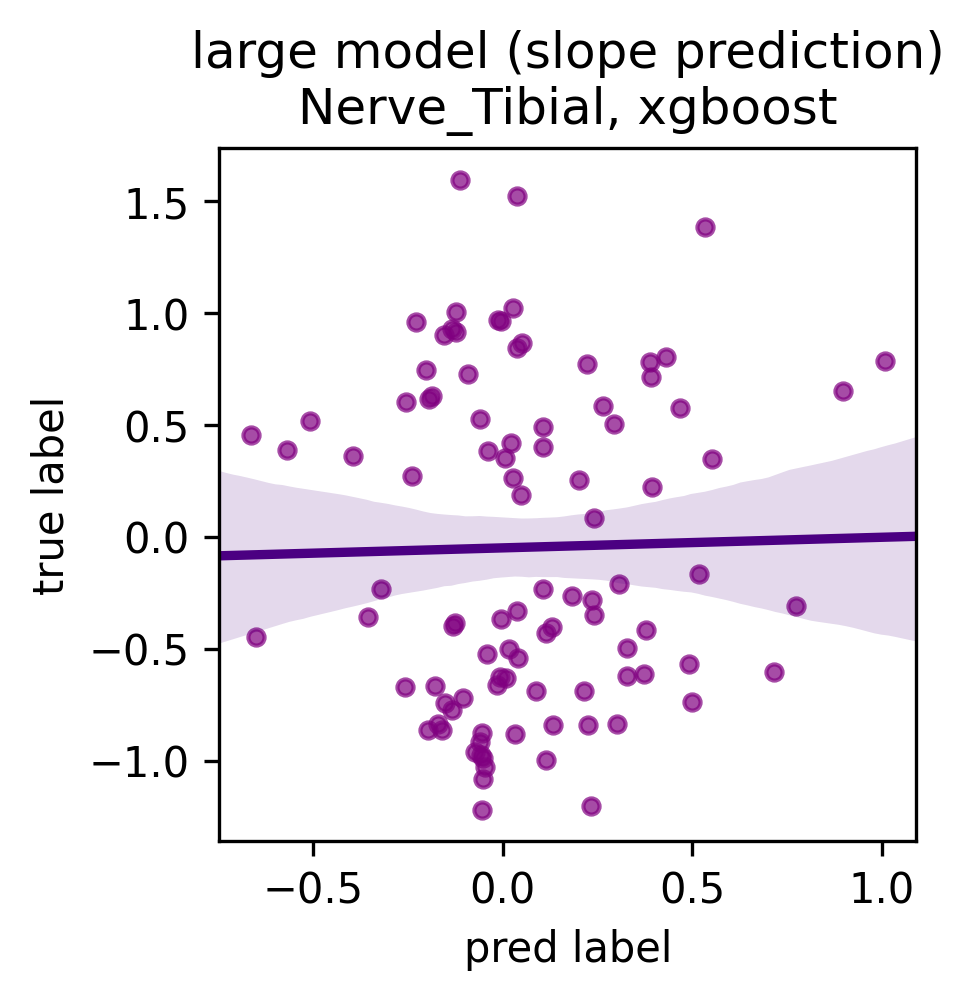 large model (slope prediction)
Nerve_Tibial, xgboost
1.5
1.0
0.5
0.0
−0.5
−1.0
true label
−0.5
0.0
0.5
1.0
pred label